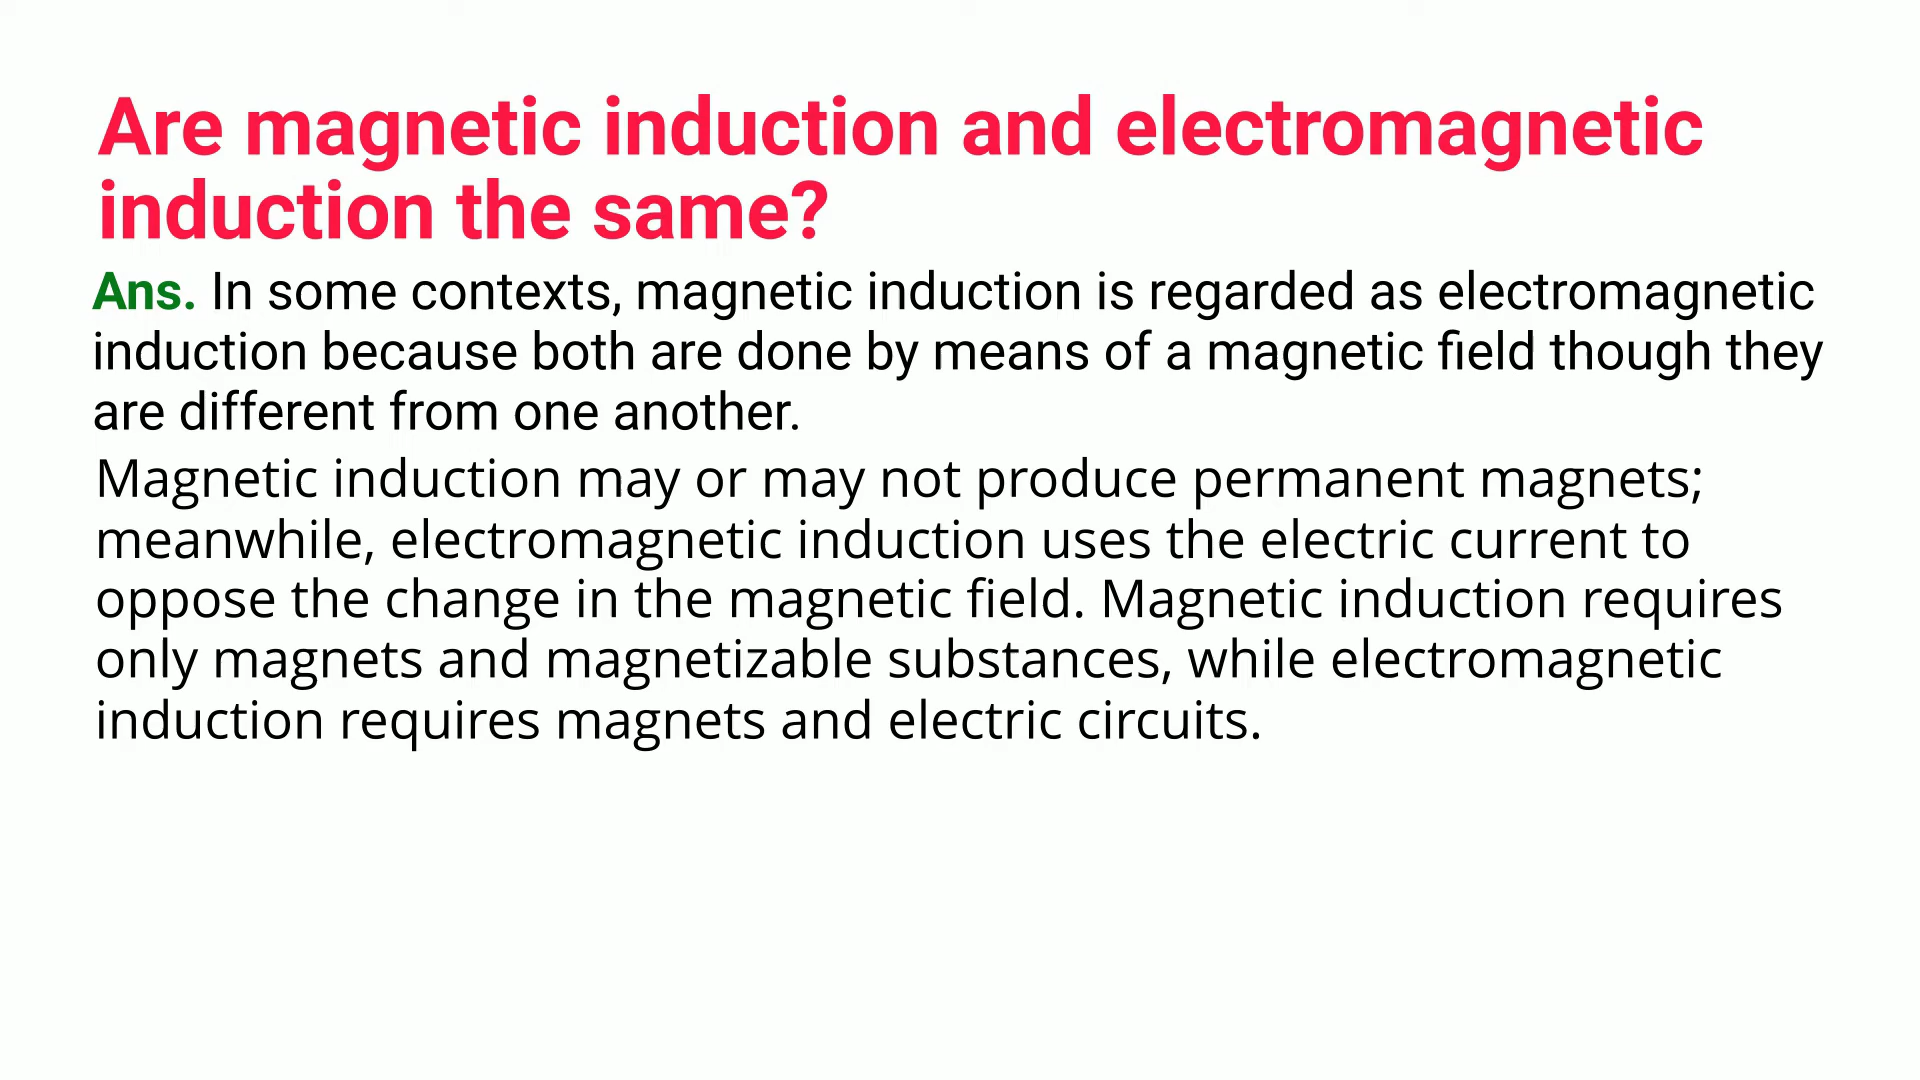 Are magnetic induction and electromagnetic
induction the same?
Ans. In some contexts, magnetic induction is regarded as electromagnetic
induction because both are done by means of a magnetic field though they
are different from one another.
Magnetic induction may or may not produce permanent magnets;
meanwhile, electromagnetic induction uses the electric current to
oppose the change in the magnetic field. Magnetic induction requires
only magnets and magnetizable substances, while electromagnetic
induction requires magnets and electric circuits.